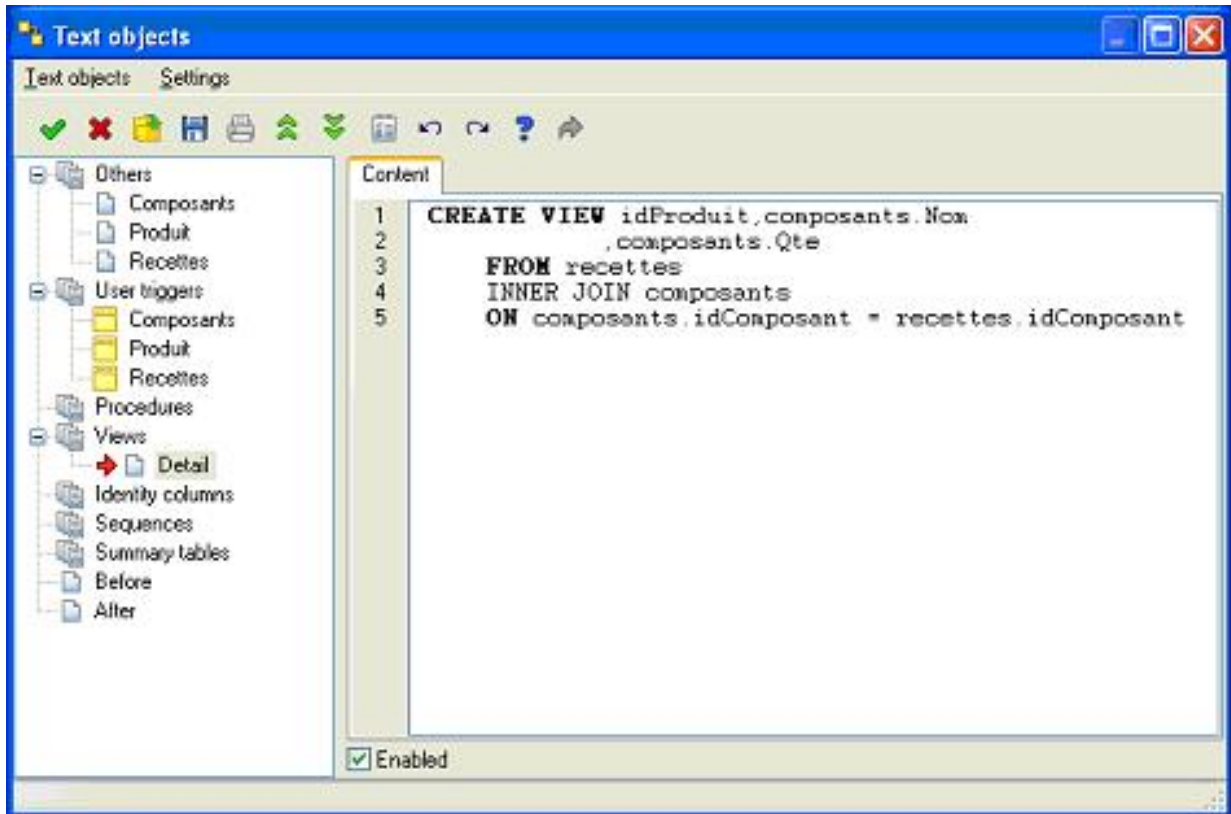 Text objects
Text objects Settings
Others
Composants
Produit
Recettes
User triggers
Composants
Produit
Recettes
Procedures
Views
Detail
Identity columns
Sequences
Summary tables
Before
After
Content
1 CREATE VIEW idProduit,composants.Nom
2 ,composants.Qte
3 FROM recettes
4 INNER JOIN composants
5 ON composants.idComposant = recettes.idComposant
Enabled